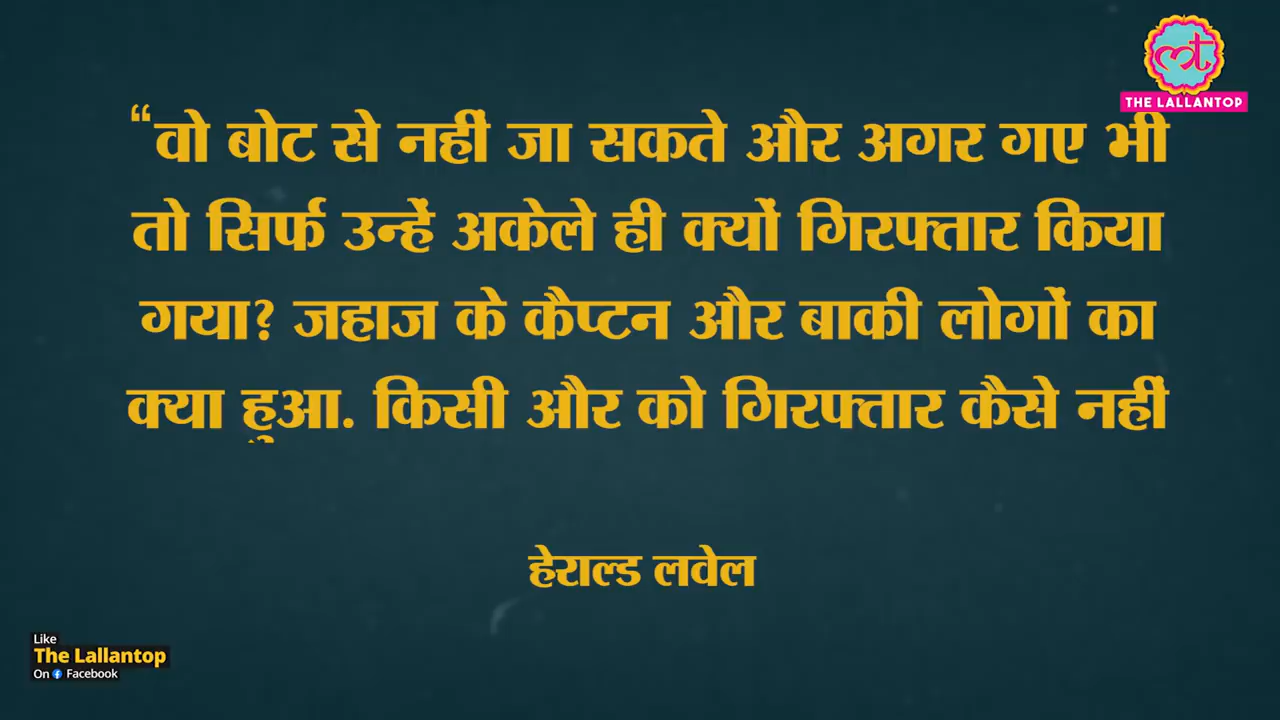 THE LALLANTOP
“वो बोट से नहीं जा सकते और अगर गए भी
तो सिर्फ उन्हें अकेले ही क्यों गिरफ्तार किया
गया? जहाज के कैप्टन और बाकी लोगों का
क्या हुआ. किसी और को गिरफ्तार कैसे नहीं
हेराल्ड लवेल
Like
The Lallantop
On Facebook